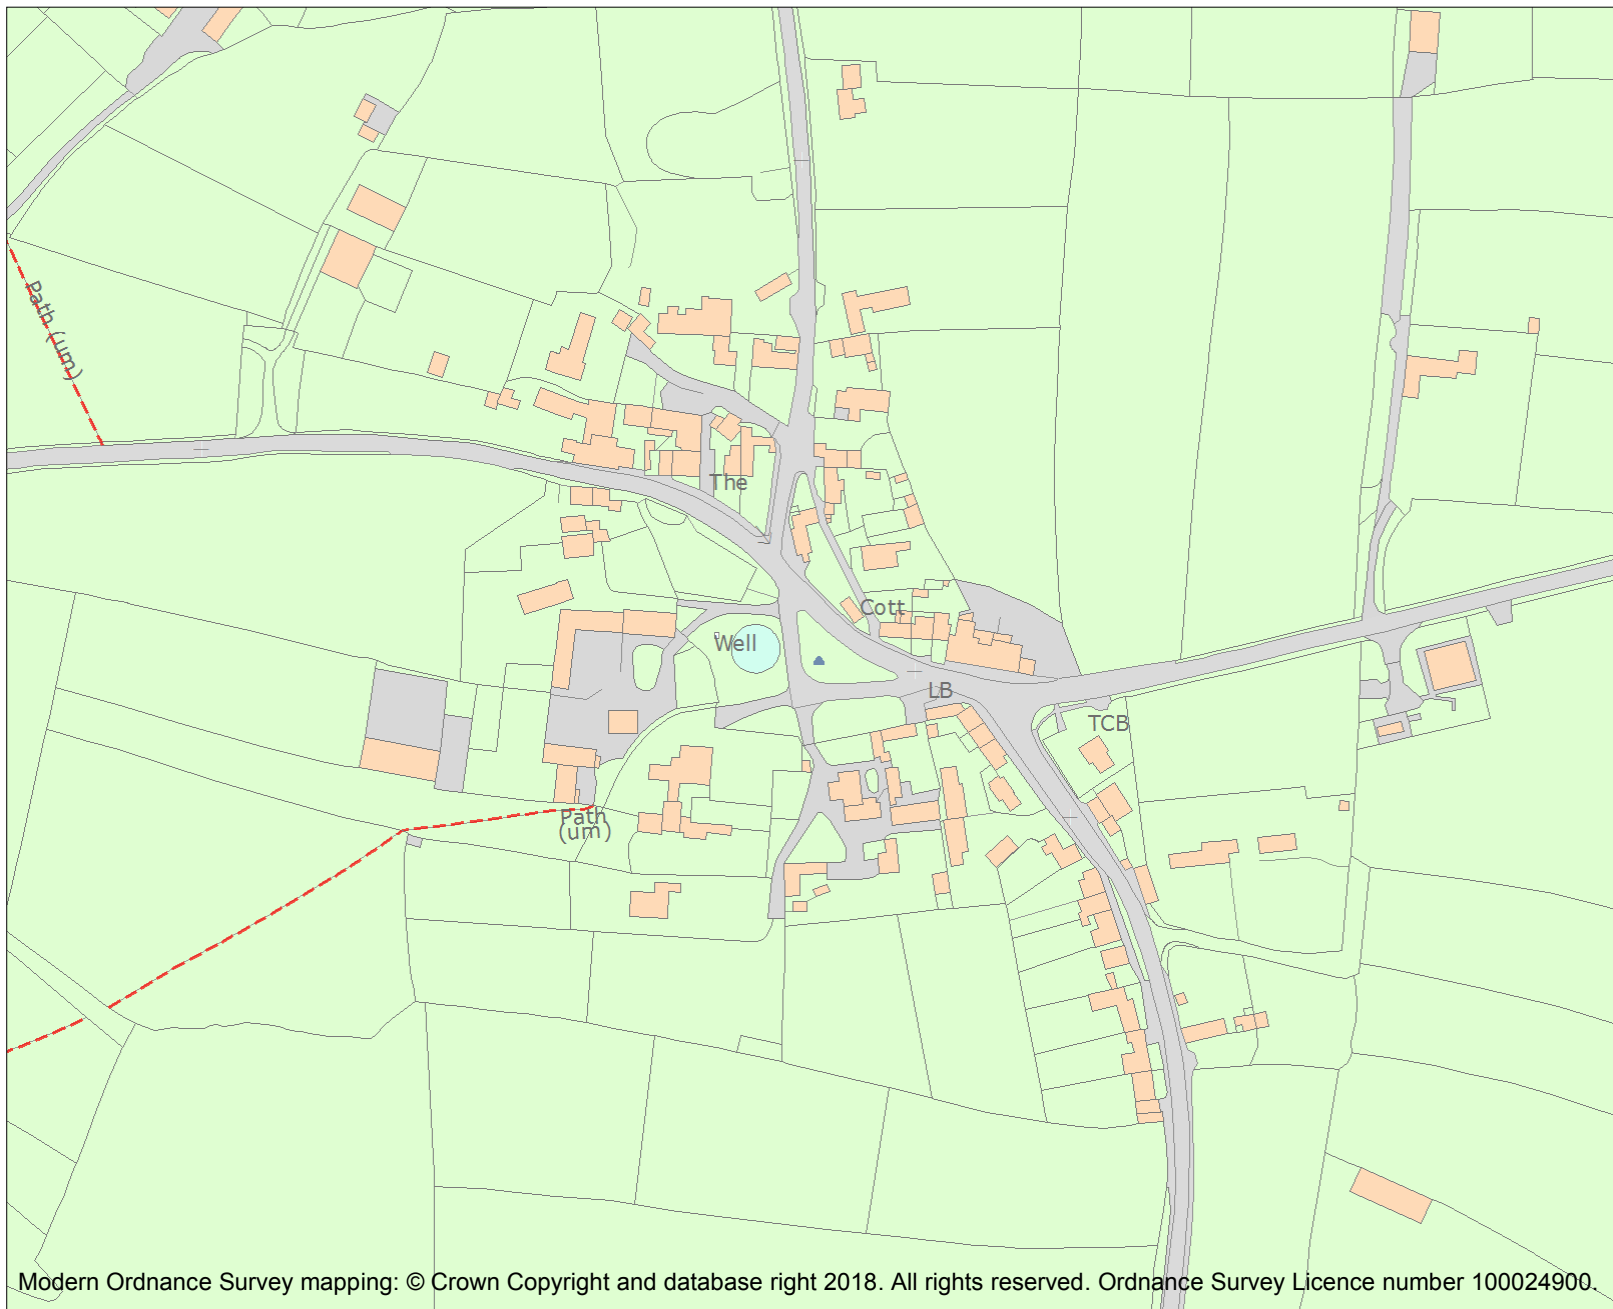 Path (um)
The
Cott
Well
LB
TCB
Path
(um)
Modern Ordnance Survey mapping: © Crown Copyright and database right 2018. All rights reserved. Ordnance Survey Licence number 100024900.